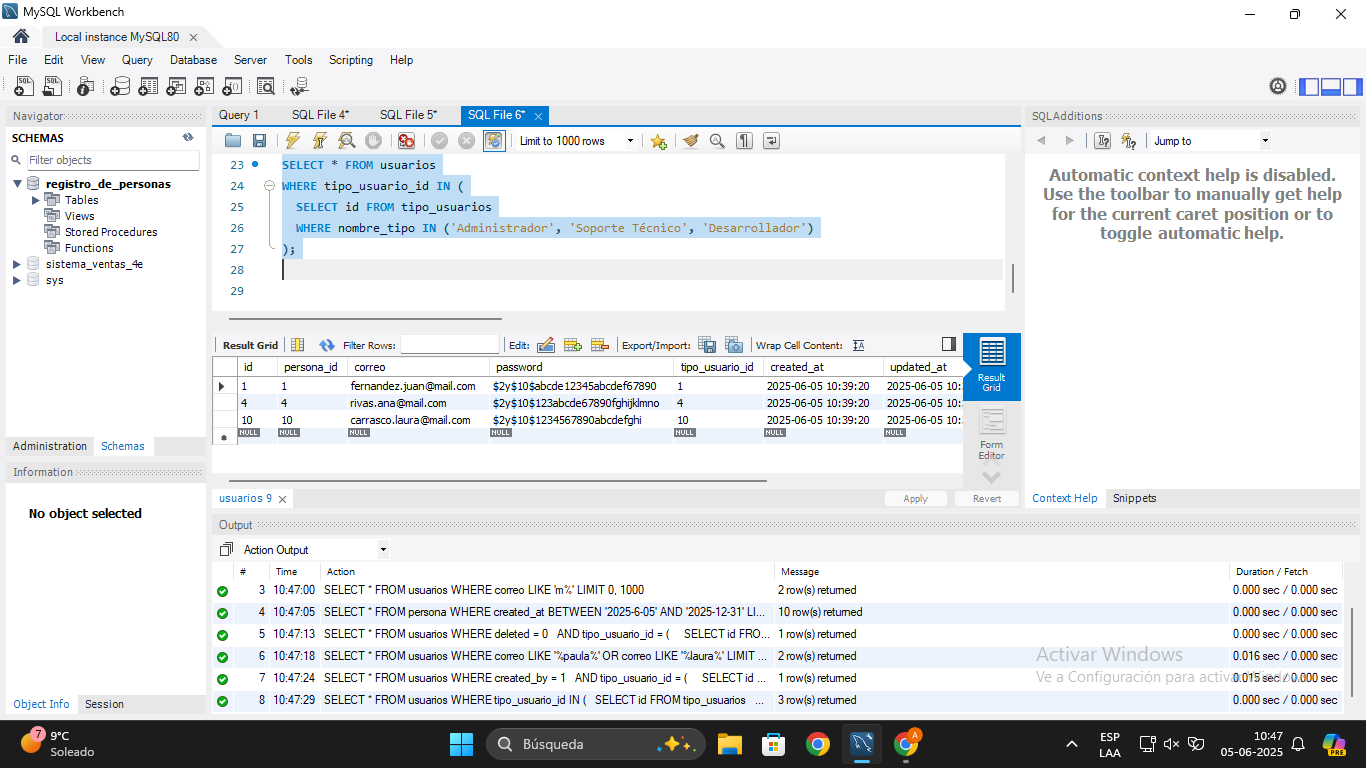 MySQL Workbench
Local instance MySQL80
File Edit View Query Database Server Tools Scripting Help
Navigator
SCHEMAS
Filter objects
registro_de_personas
Tables
Views
Stored Procedures
Functions
sistema_ventas_4e
sys
Administration Schemas
Information
No object selected
Object Info Session
Query 1 SQL File 4* SQL File 5* SQL File 6*
Limit to 1000 rows
23 SELECT * FROM usuarios
24 WHERE tipo_usuario_id IN (
25 SELECT id FROM tipo_usuarios
26 WHERE nombre_tipo IN ('Administrador', 'Soporte Técnico', 'Desarrollador')
27 );
28
29
Result Grid Filter Rows: Edit: Export/Import: Wrap Cell Content:
id persona_id correo password tipo_usuario_id created_at updated_at
1 1 fernandez.juan@mail.com $2y$10$abcde12345abcdef67890 1 2025-06-05 10:39:20 2025-06-05 10:
4 4 rivas.ana@mail.com $2y$10$123abcde67890fghijklmno 4 2025-06-05 10:39:20 2025-06-05 10:
10 10 carrasco.laura@mail.com $2y$10$1234567890abcdefghi 10 2025-06-05 10:39:20 2025-06-05 10:
NULL NULL NULL NULL NULL NULL NULL
Result Grid
Form Editor
usuarios 9 Apply Revert
SQLAdditions
Jump to
Automatic context help is disabled.
Use the toolbar to manually get help
for the current caret position or to
toggle automatic help.
Context Help Snippets
Output
Action Output
# Time Action Message Duration / Fetch
3 10:47:00 SELECT * FROM usuarios WHERE correo LIKE 'm%' LIMIT 0, 1000 2 row(s) returned 0.000 sec / 0.000 sec
4 10:47:05 SELECT * FROM persona WHERE created_at BETWEEN '2025-6-05' AND '2025-12-31' LI... 10 row(s) returned 0.000 sec / 0.000 sec
5 10:47:13 SELECT * FROM usuarios WHERE deleted = 0 AND tipo_usuario_id = ( SELECT id FRO... 1 row(s) returned 0.000 sec / 0.000 sec
6 10:47:18 SELECT * FROM usuarios WHERE correo LIKE '%paula%' OR correo LIKE '%laura%' LIMIT ... 2 row(s) returned 0.016 sec / 0.000 sec
7 10:47:24 SELECT * FROM usuarios WHERE created_by = 1 AND tipo_usuario_id = ( SELECT id ... 1 row(s) returned 0.015 sec / 0.000 sec
8 10:47:29 SELECT * FROM usuarios WHERE tipo_usuario_id IN ( SELECT id FROM tipo_usuarios ... 3 row(s) returned 0.000 sec / 0.000 sec
Activar Windows
Ve a Configuración para activar Windows.
7
9°C
Soleado
Búsqueda
A
ESP
LAA
10:47
05-06-2025
PRE